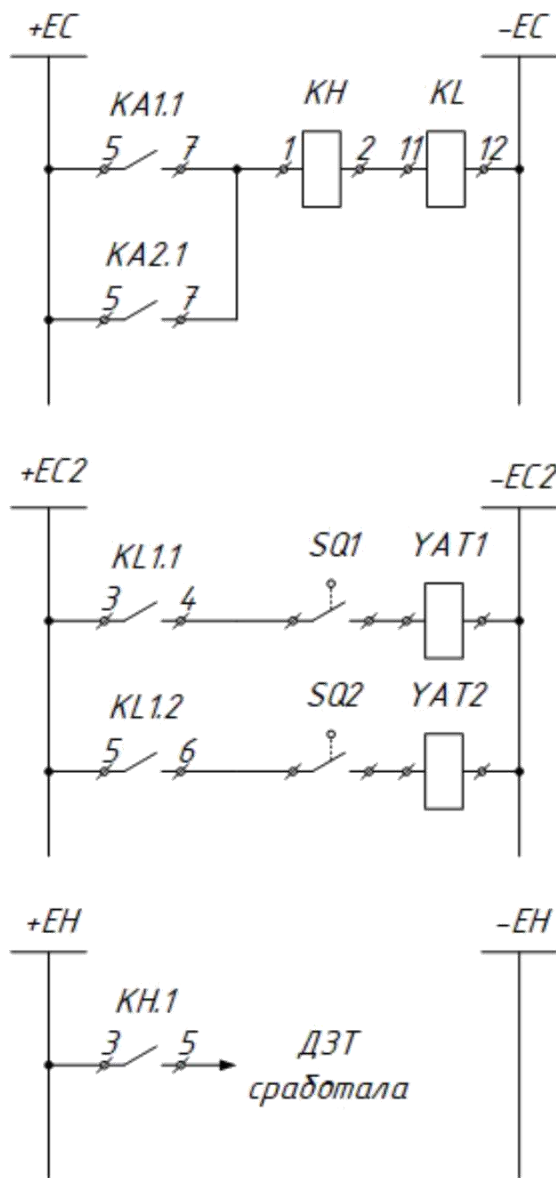 +EC -EC
KA1.1 KH KL
5 7 1 2 11 12
KA2.1
5 7
+EC2 -EC2
KL1.1 SQ1 YAT1
3 4
KL1.2 SQ2 YAT2
5 6
+EH -EH
KH.1
3 5 ДЗТ
сработала